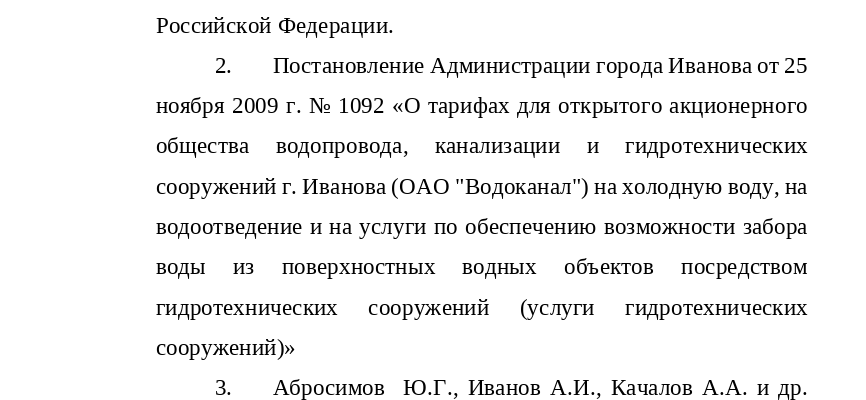 Российской Федерации.
2. Постановление Администрации города Иванова от 25
ноября 2009 г. № 1092 «О тарифах для открытого акционерного
общества водопровода, канализации и гидротехнических
сооружений г. Иванова (ОАО "Водоканал") на холодную воду, на
водоотведение и на услуги по обеспечению возможности забора
воды из поверхностных водных объектов посредством
гидротехнических сооружений (услуги гидротехнических
сооружений)»
3. Абросимов Ю.Г., Иванов А.И., Качалов А.А. и др.